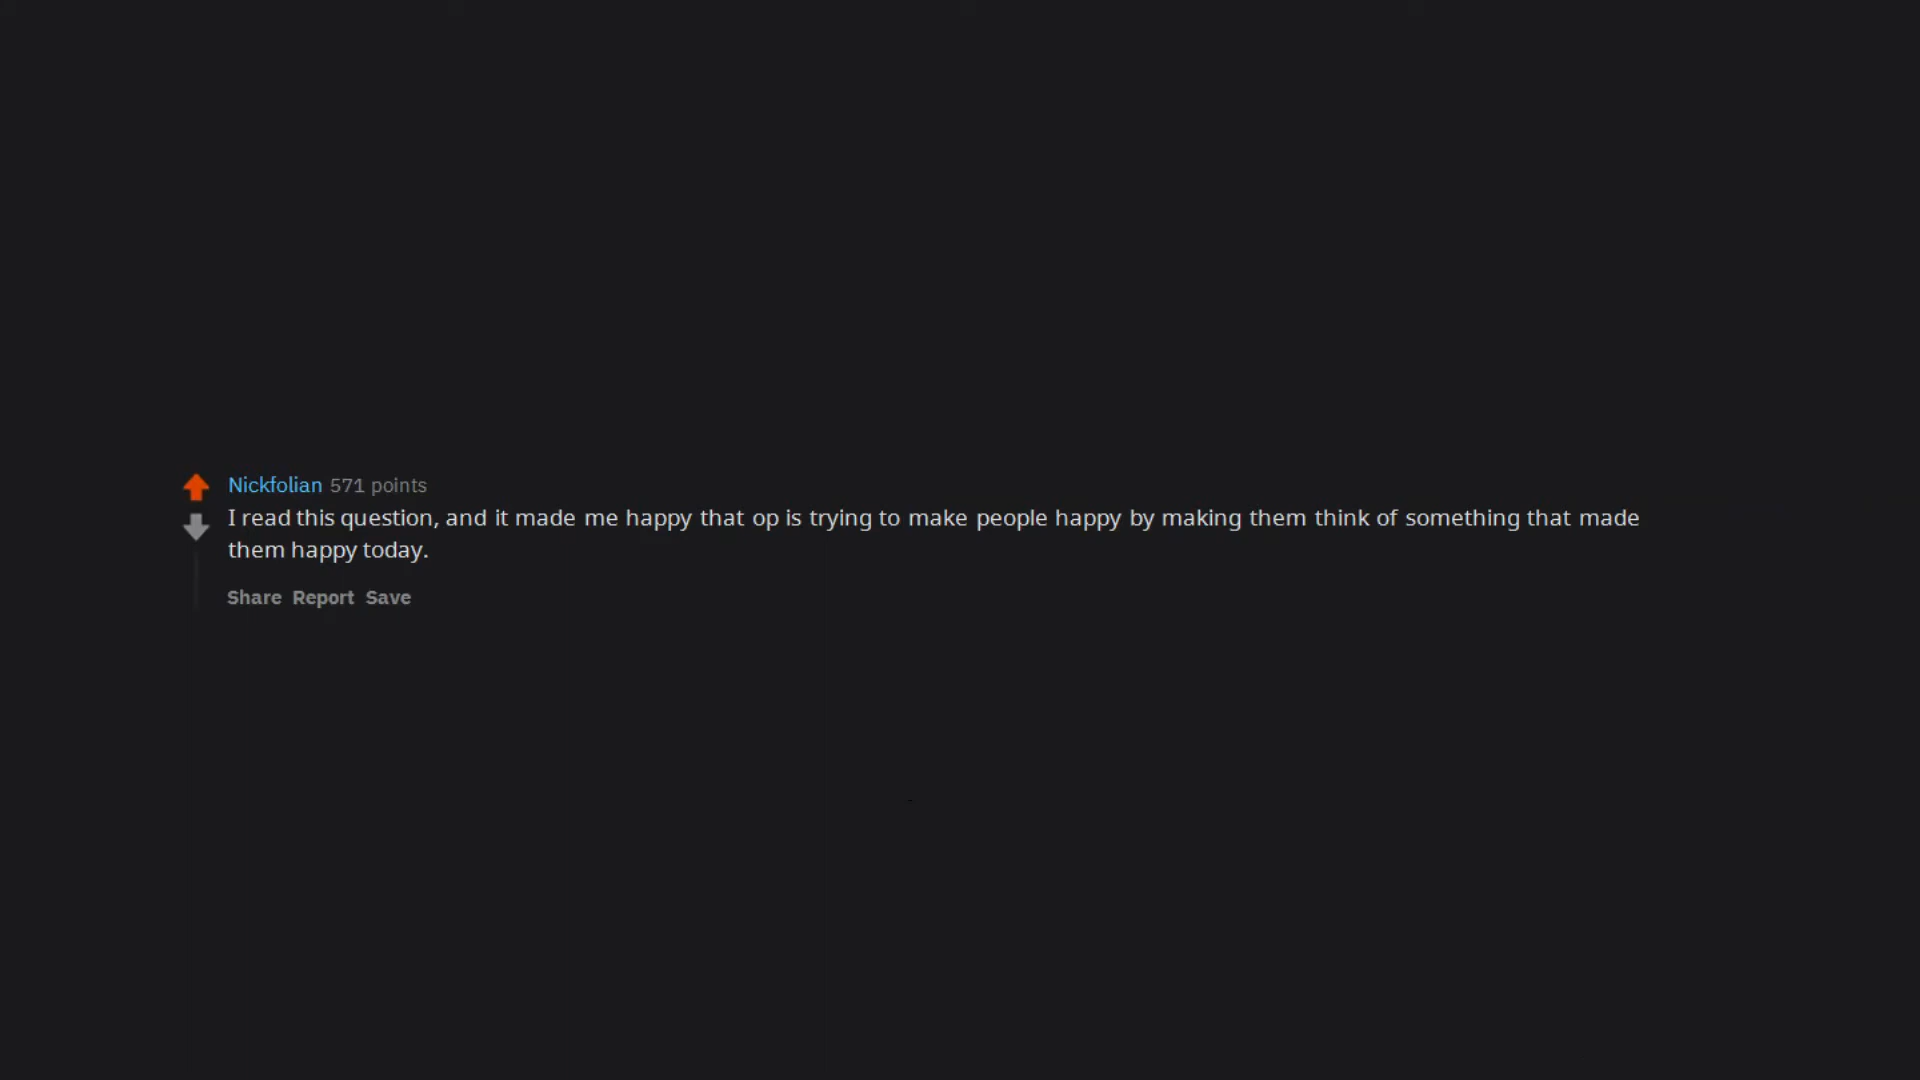 Nickfolian 571 points
I read this question, and it made me happy that op is trying to make people happy by making them think of something that made
them happy today.
Share Report Save